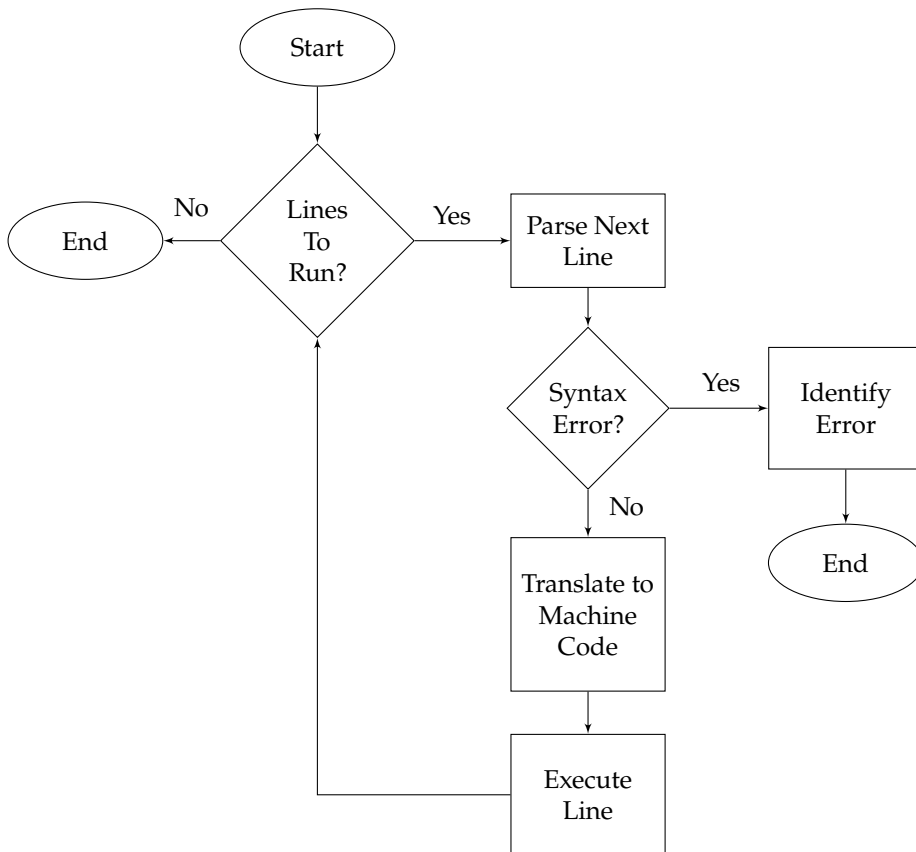 Start
No
End
Lines
To
Run?
Yes
Parse Next
Line
Syntax
Error?
Yes
Identify
Error
No
End
Translate to
Machine
Code
Execute
Line